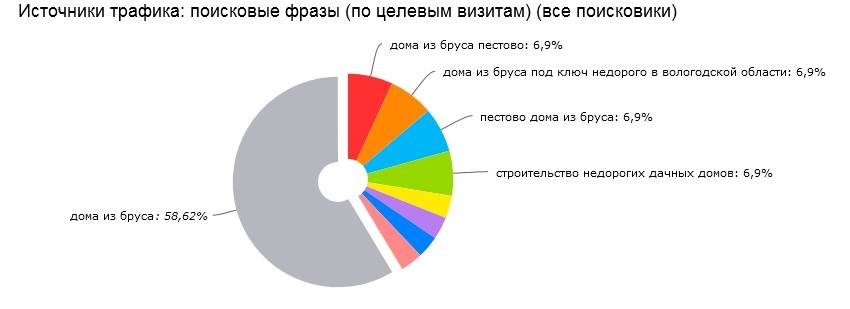 Источники трафика: поисковые фразы (по целевым визитам) (все поисковики)
дома из бруса пестово: 6,9%
дома из бруса под ключ недорого в вологодской области: 6,9%
пестово дома из бруса: 6,9%
строительство недорогих дачных домов: 6,9%
дома из бруса: 58,62%